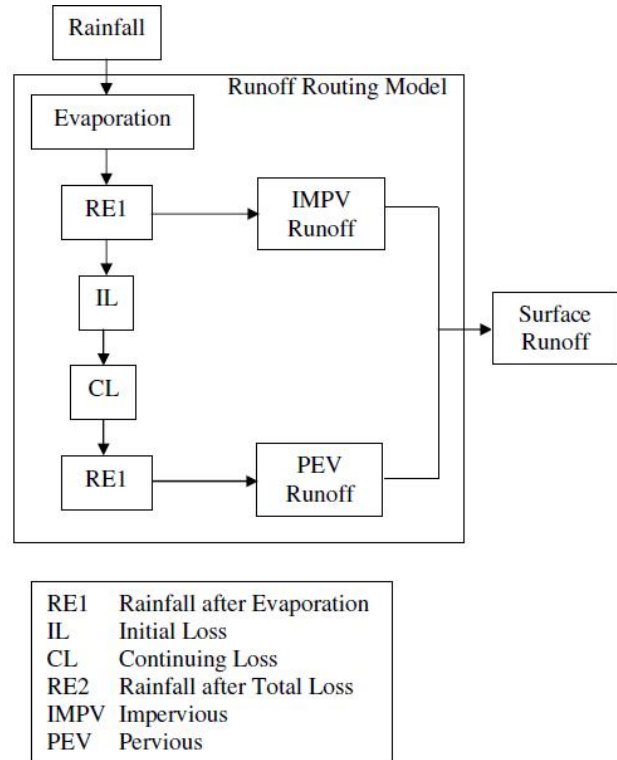 Rainfall
Runoff Routing Model
Evaporation
RE1
IMPV
Runoff
IL
Surface
Runoff
CL
RE1
PEV
Runoff
RE1 Rainfall after Evaporation
IL Initial Loss
CL Continuing Loss
RE2 Rainfall after Total Loss
IMPV Impervious
PEV Pervious